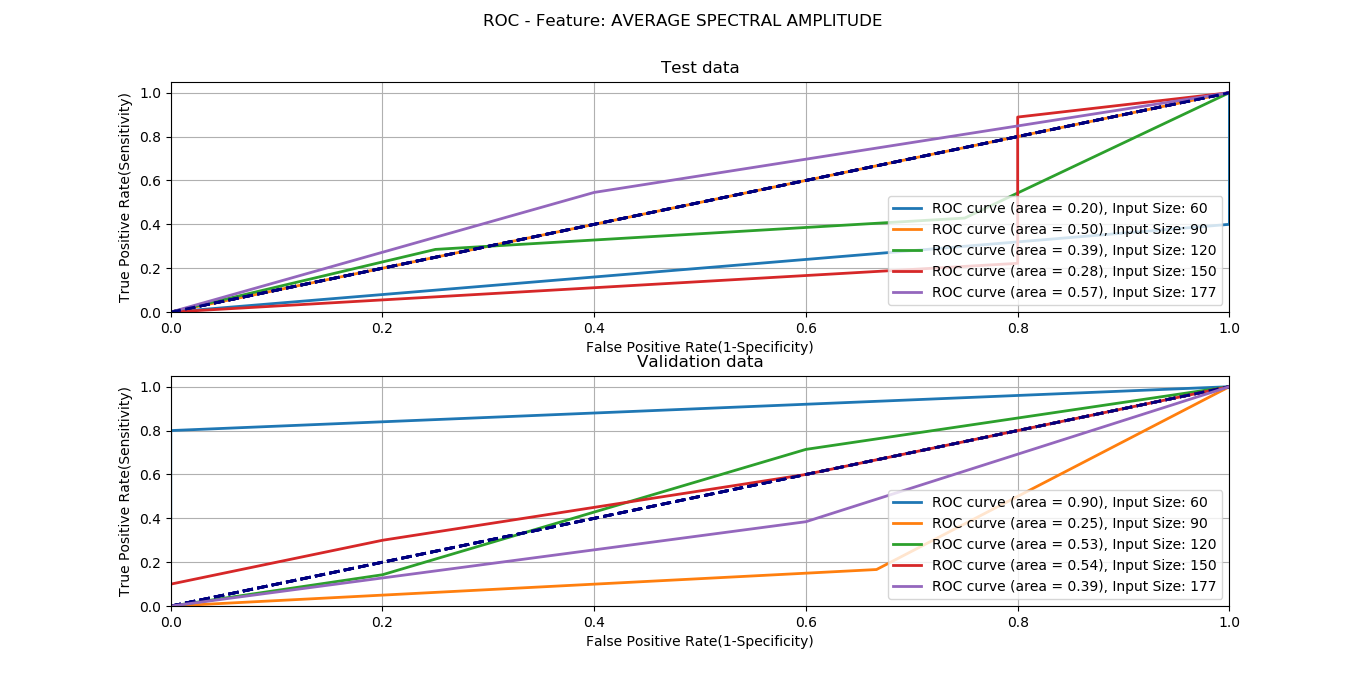 ROC - Feature: AVERAGE SPECTRAL AMPLITUDE
Test data
True Positive Rate(Sensitivity)
1.0
0.8
0.6
0.4
0.2
0.0
ROC curve (area = 0.20), Input Size: 60
ROC curve (area = 0.50), Input Size: 90
ROC curve (area = 0.39), Input Size: 120
ROC curve (area = 0.28), Input Size: 150
ROC curve (area = 0.57), Input Size: 177
0.0 0.2 0.4 0.6 0.8 1.0
False Positive Rate(1-Specificity)
Validation data
True Positive Rate(Sensitivity)
1.0
0.8
0.6
0.4
0.2
0.0
ROC curve (area = 0.90), Input Size: 60
ROC curve (area = 0.25), Input Size: 90
ROC curve (area = 0.53), Input Size: 120
ROC curve (area = 0.54), Input Size: 150
ROC curve (area = 0.39), Input Size: 177
0.0 0.2 0.4 0.6 0.8 1.0
False Positive Rate(1-Specificity)